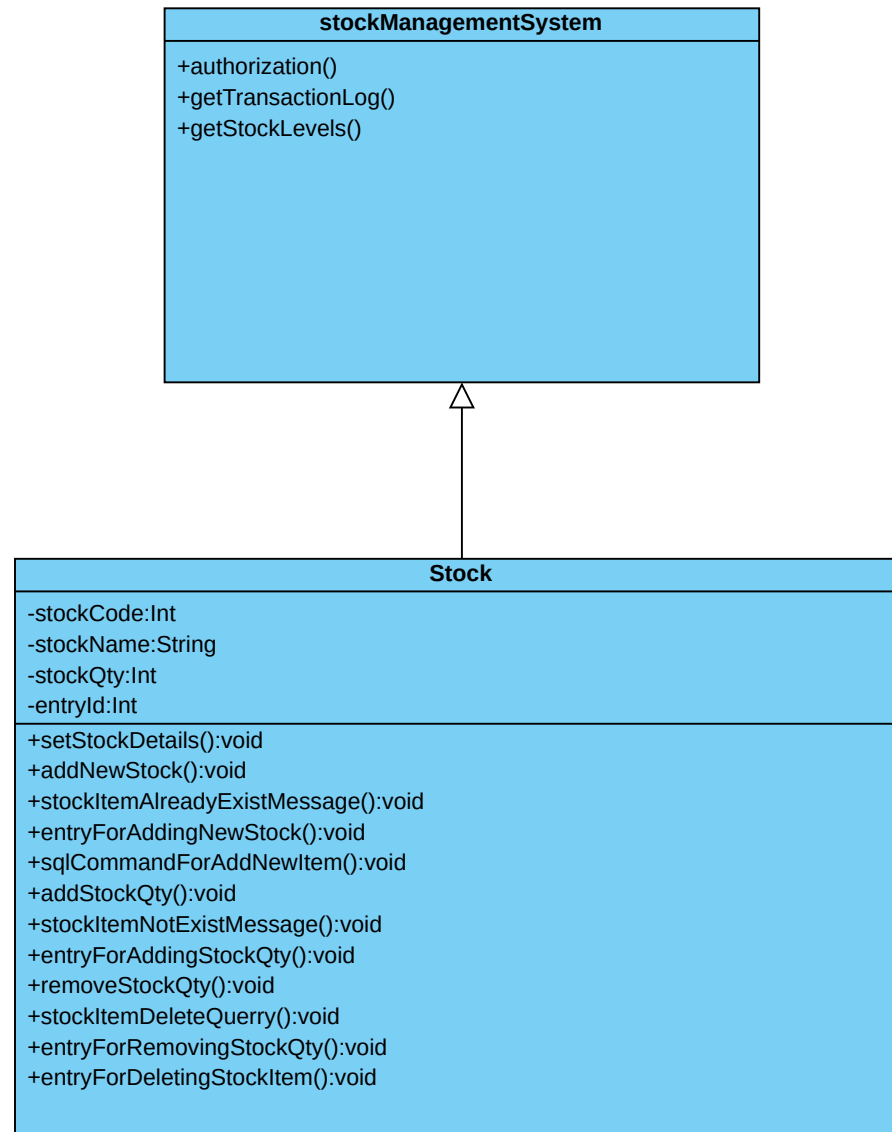 stockManagementSystem
+authorization()
+getTransactionLog()
+getStockLevels()
Stock
-stockCode:Int
-stockName:String
-stockQty:Int
-entryId:Int
+setStockDetails():void
+addNewStock():void
+stockItemAlreadyExistMessage():void
+entryForAddingNewStock():void
+sqlCommandForAddNewItem():void
+addStockQty():void
+stockItemNotExistMessage():void
+entryForAddingStockQty():void
+removeStockQty():void
+stockItemDeleteQuerry():void
+entryForRemovingStockQty():void
+entryForDeletingStockItem():void